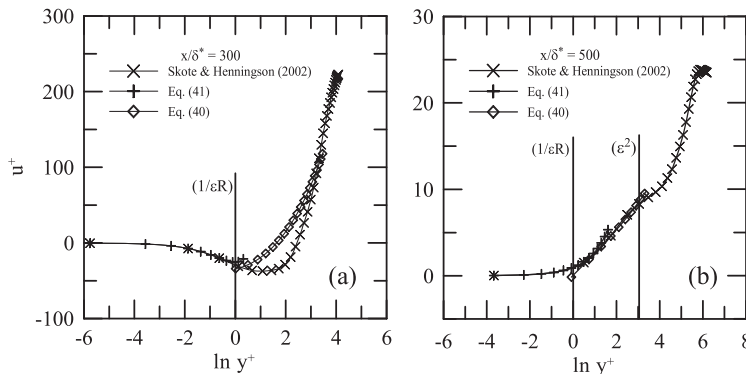 300
200
100
0
-100
u⁺
x/δ* = 300
Skote & Henningson (2002)
Eq. (41)
Eq. (40)
(1/εR)
(a)
-6 -4 -2 0 2 4 6
ln y⁺
30
20
10
0
x/δ* = 500
Skote & Henningson (2002)
Eq. (41)
Eq. (40)
(1/εR)
(ε²)
(b)
-6 -4 -2 0 2 4 6 8
ln y⁺